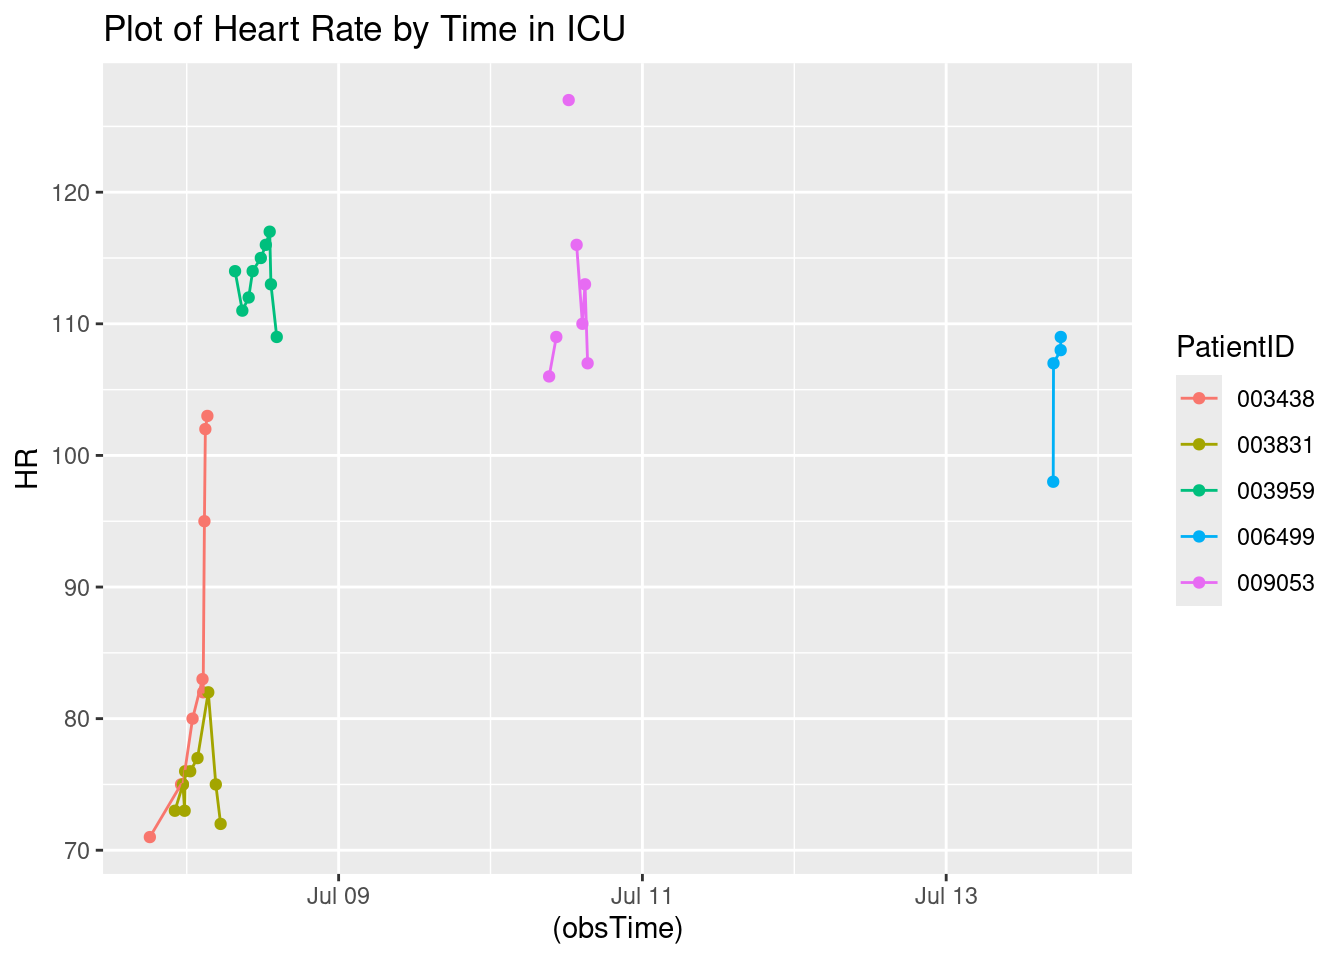 Plot of Heart Rate by Time in ICU
120
110
100
90
80
70
HR
Jul 09
Jul 11
Jul 13
(obsTime)
PatientID
003438
003831
003959
006499
009053